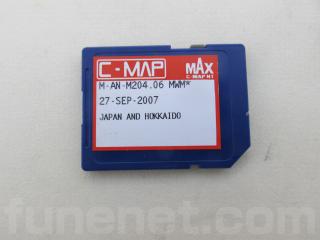 C-MAP
MAX
C-MAP NT
M-AN-M204.06 MWM*
27-SEP-2007
JAPAN AND HOKKAIDO
funenet.com